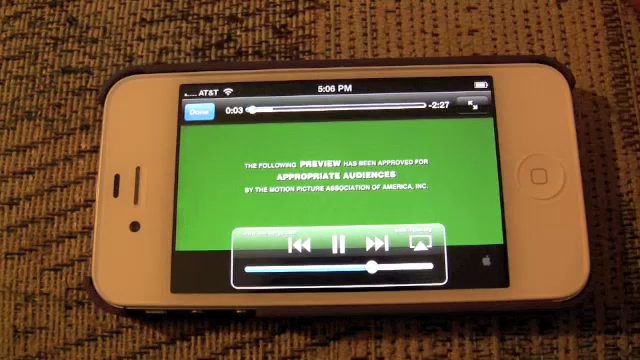 AT&T 5:06 PM
Done 0:03 -2:27
THE FOLLOWING PREVIEW HAS BEEN APPROVED FOR
APPROPRIATE AUDIENCES
BY THE MOTION PICTURE ASSOCIATION OF AMERICA, INC.